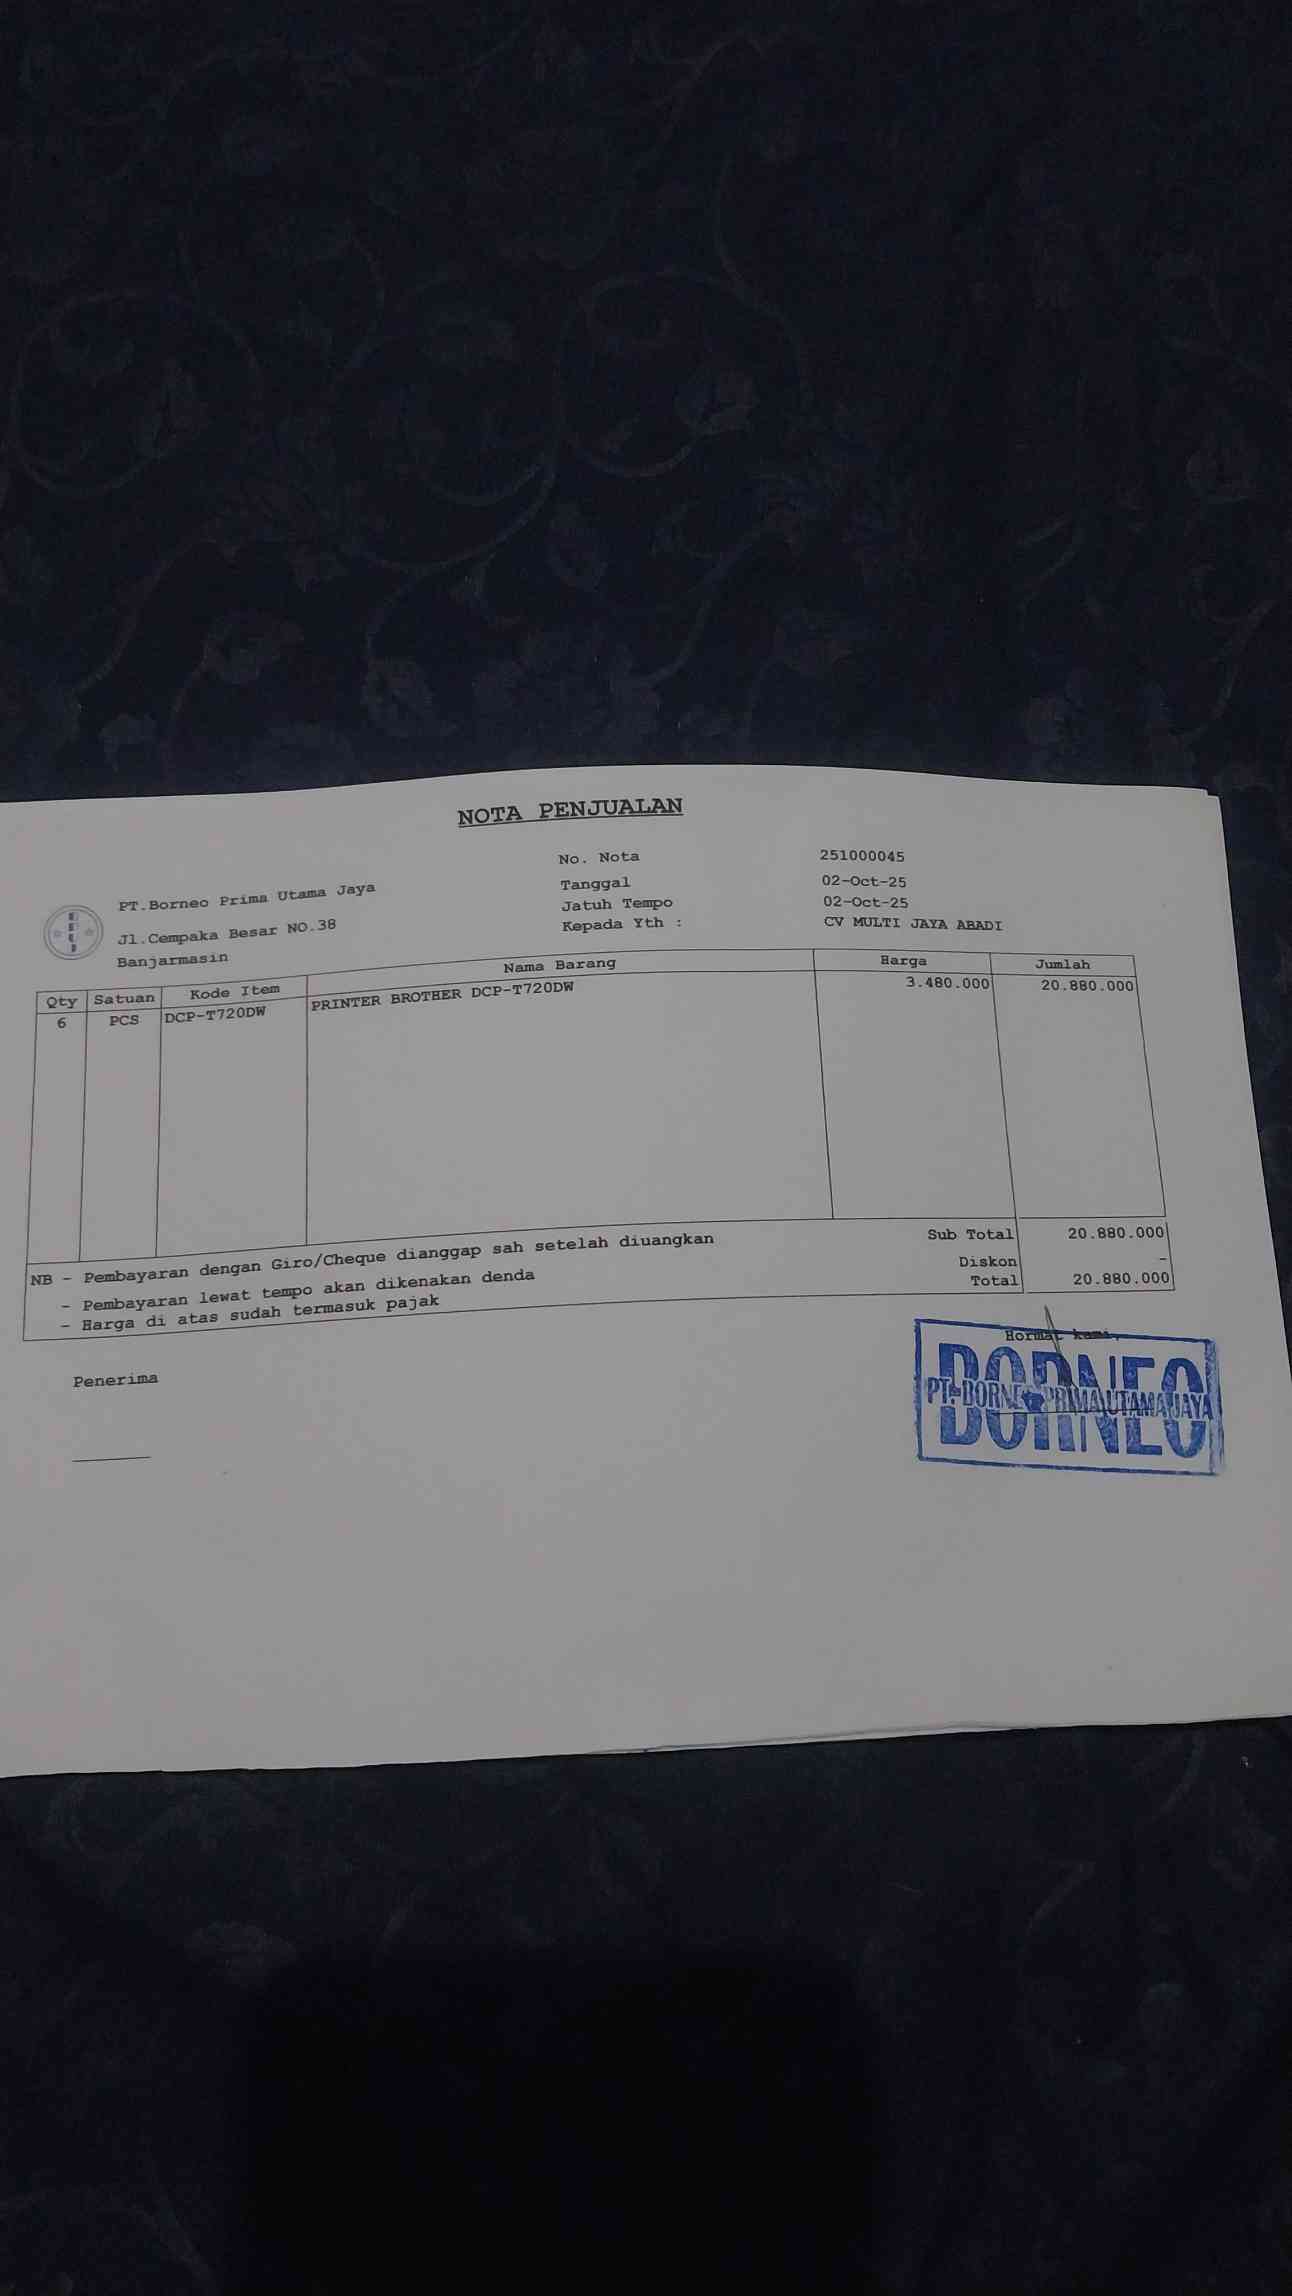 NOTA PENJUALAN
No. Nota 251000045
Tanggal 02-Oct-25
Jatuh Tempo 02-Oct-25
Kepada Yth : CV MULTI JAYA ABADI
PT.Borneo Prima Utama Jaya
Jl.Cempaka Besar NO.38
Banjarmasin
Qty Satuan Kode Item Nama Barang Harga Jumlah
6 PCS DCP-T720DW PRINTER BROTHER DCP-T720DW 3.480.000 20.880.000
NB - Pembayaran dengan Giro/Cheque dianggap sah setelah diuangkan
- Pembayaran lewat tempo akan dikenakan denda
- Harga di atas sudah termasuk pajak
Sub Total 20.880.000
Diskon -
Total 20.880.000
Penerima
Hormat kami,
BORNEO
PT. BORNEO PRIMA UTAMA JAYA